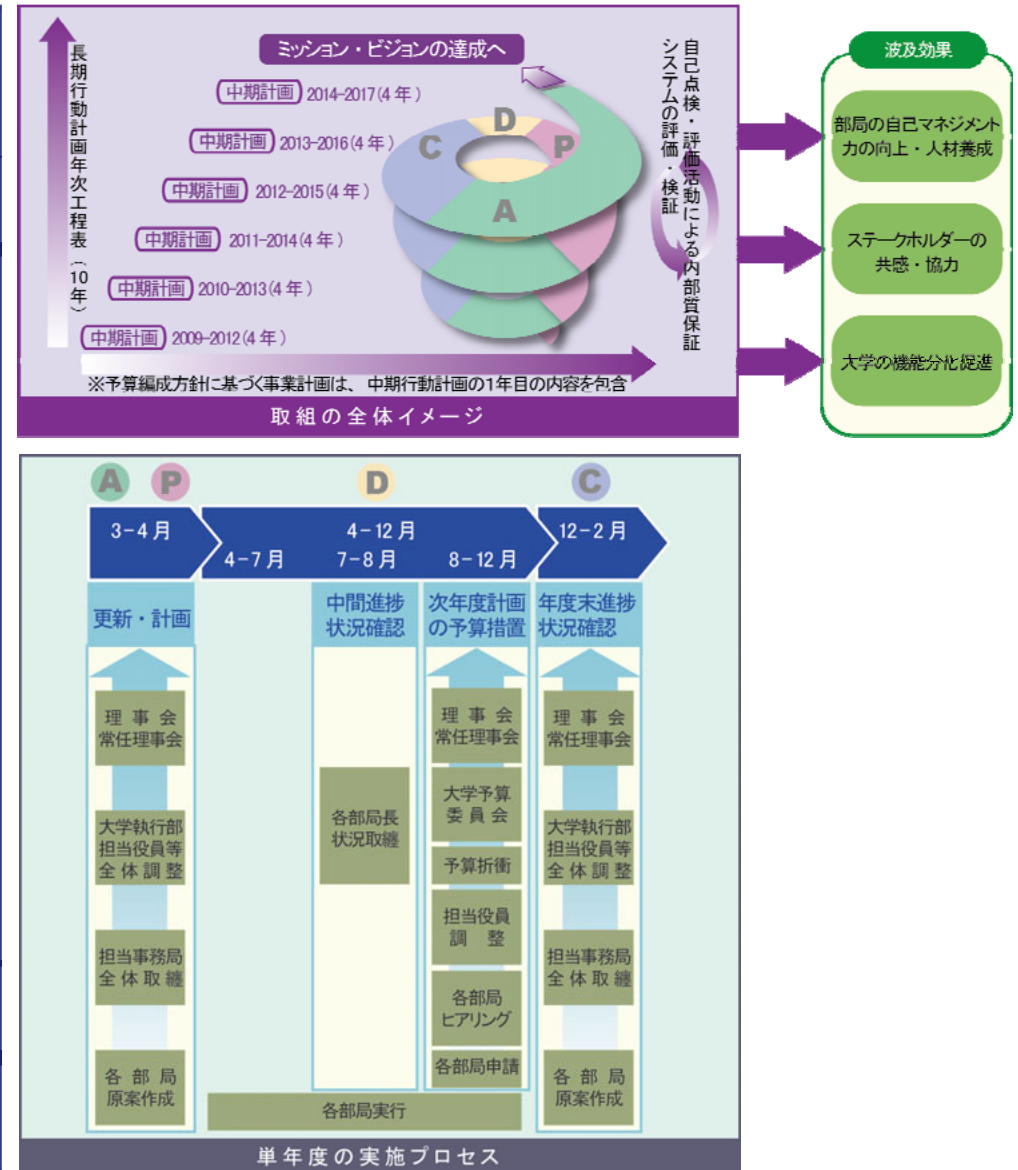 長期行動計画年次工程表（10年）
ミッション・ビジョンの達成へ
中期計画 2014-2017(4年)
中期計画 2013-2016(4年)
中期計画 2012-2015(4年)
中期計画 2011-2014(4年)
中期計画 2010-2013(4年)
中期計画 2009-2012(4年)
D
C
P
A
自己点検・評価活動による内部質保証
システムの評価・検証
※予算編成方針に基づく事業計画は、中期行動計画の1年目の内容を包含
取組の全体イメージ
波及効果
部局の自己マネジメント
力の向上・人材養成
ステークホルダーの
共感・協力
大学の機能分化促進
A P D C
3-4月
4-12月
4-7月 7-8月 8-12月
12-2月
更新・計画
理事会
常任理事会
大学執行部
担当役員等
全体調整
担当事務局
全体取纏
各部局
原案作成
中間進捗
状況確認
各部局長
状況取纏
次年度計画
の予算措置
理事会
常任理事会
大学予算
委員会
予算折衝
担当役員
調整
各部局
ヒアリング
各部局申請
各部局実行
年度末進捗
状況確認
理事会
常任理事会
大学執行部
担当役員等
全体調整
担当事務局
全体取纏
各部局
原案作成
単年度の実施プロセス